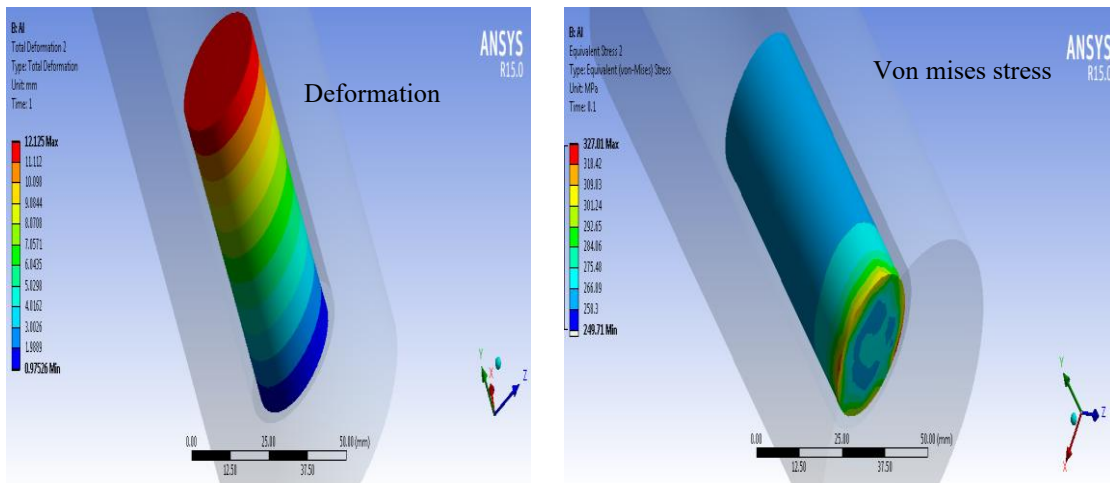 B: Al
Total Deformation 2
Type: Total Deformation
Unit: mm
Time: 1
12.125 Max
11.112
10.098
9.0844
8.0708
7.0571
6.0435
5.0298
4.0162
3.0026
1.9889
0.97526 Min
ANSYS
R15.0
Deformation
Y
X
Z
0.00
25.00
50.00 (mm)
12.50
37.50
B: Al
Equivalent Stress 2
Type: Equivalent (von-Mises) Stress
Unit: MPa
Time: 0.1
327.01 Max
318.42
309.83
301.24
292.65
284.06
275.48
266.89
258.3
249.71 Min
ANSYS
R15.0
Von mises stress
Y
Z
X
0.00
25.00
50.00 (mm)
12.50
37.50